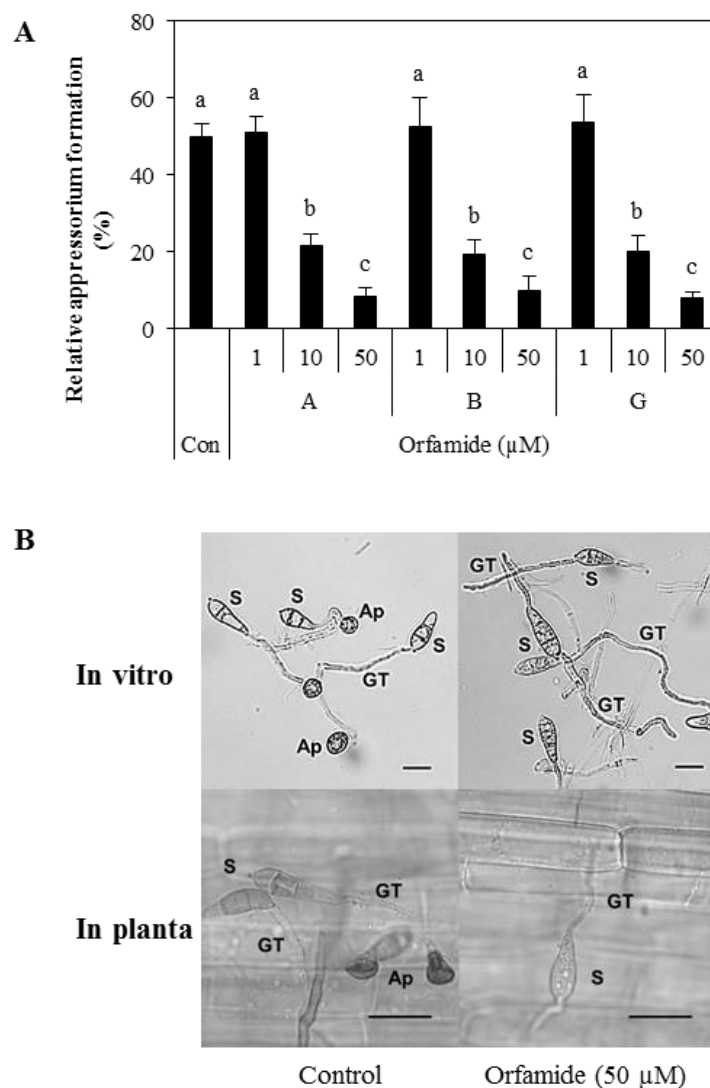 A
Relative appressorium formation
(%)
80
60
40
20
0
a
a
b
c
a
b
c
a
b
c
1 10 50 1 10 50 1 10 50
A B G
Con Orfamide (µM)
B
In vitro
S
S
Ap
S
GT
Ap
GT
S
S
GT
GT
S
In planta
S
GT
GT
Ap
GT
S
Control Orfamide (50 µM)